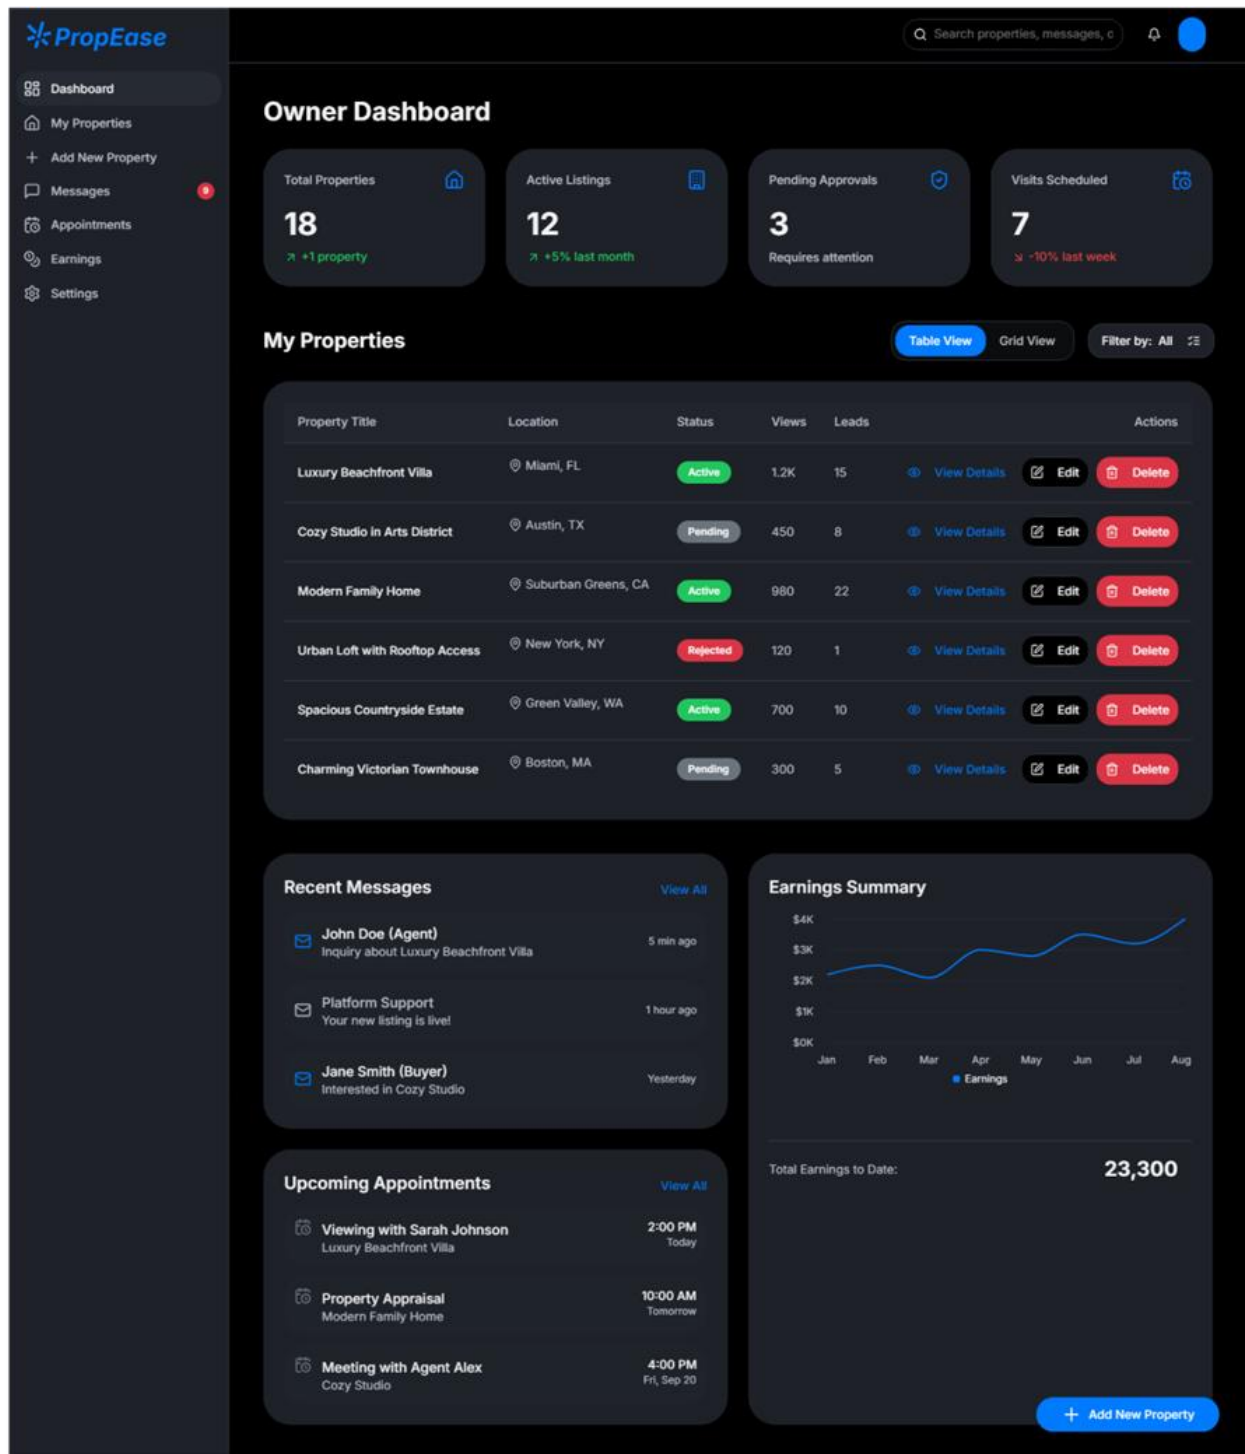 PropEase
Search properties, messages, c
Dashboard
My Properties
Add New Property
Messages 9
Appointments
Earnings
Settings
Owner Dashboard
Total Properties
18
+1 property
Active Listings
12
+5% last month
Pending Approvals
3
Requires attention
Visits Scheduled
7
-10% last week
My Properties
Table View Grid View Filter by: All
Property Title Location Status Views Leads Actions
Luxury Beachfront Villa Miami, FL Active 1.2K 15 View Details Edit Delete
Cozy Studio in Arts District Austin, TX Pending 450 8 View Details Edit Delete
Modern Family Home Suburban Greens, CA Active 980 22 View Details Edit Delete
Urban Loft with Rooftop Access New York, NY Rejected 120 1 View Details Edit Delete
Spacious Countryside Estate Green Valley, WA Active 700 10 View Details Edit Delete
Charming Victorian Townhouse Boston, MA Pending 300 5 View Details Edit Delete
Recent Messages View All
John Doe (Agent)
Inquiry about Luxury Beachfront Villa
5 min ago
Platform Support
Your new listing is live!
1 hour ago
Jane Smith (Buyer)
Interested in Cozy Studio
Yesterday
Upcoming Appointments View All
Viewing with Sarah Johnson 2:00 PM
Luxury Beachfront Villa Today
Property Appraisal 10:00 AM
Modern Family Home Tomorrow
Meeting with Agent Alex 4:00 PM
Cozy Studio Fri, Sep 20
Earnings Summary
$4K
$3K
$2K
$1K
$0K
Jan Feb Mar Apr May Jun Jul Aug
Earnings
Total Earnings to Date: 23,300
Add New Property